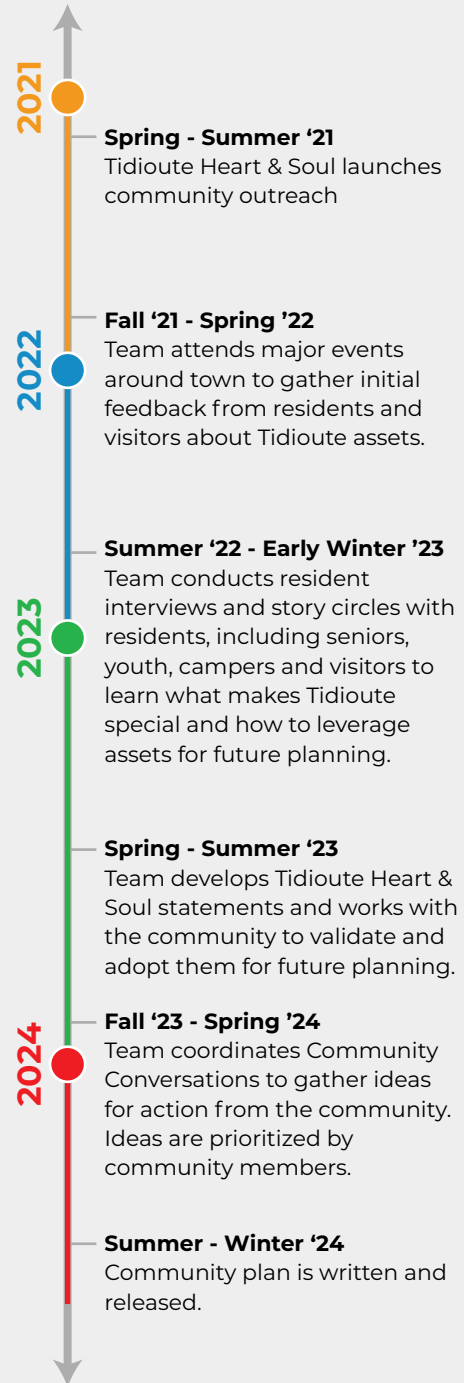 2021
Spring - Summer ‘21
Tidioute Heart & Soul launches
community outreach
Fall ‘21 - Spring ’22
2022
Team attends major events
around town to gather initial
feedback from residents and
visitors about Tidioute assets.
Summer ‘22 - Early Winter ’23
Team conducts resident
2023
interviews and story circles with
residents, including seniors,
youth, campers and visitors to
learn what makes Tidioute
special and how to leverage
assets for future planning.
Spring - Summer ‘23
Team develops Tidioute Heart &
Soul statements and works with
the community to validate and
adopt them for future planning.
Fall ‘23 - Spring ’24
2024
Team coordinates Community
Conversations to gather ideas
for action from the community.
Ideas are prioritized by
community members.
Summer - Winter ‘24
Community plan is written and
released.